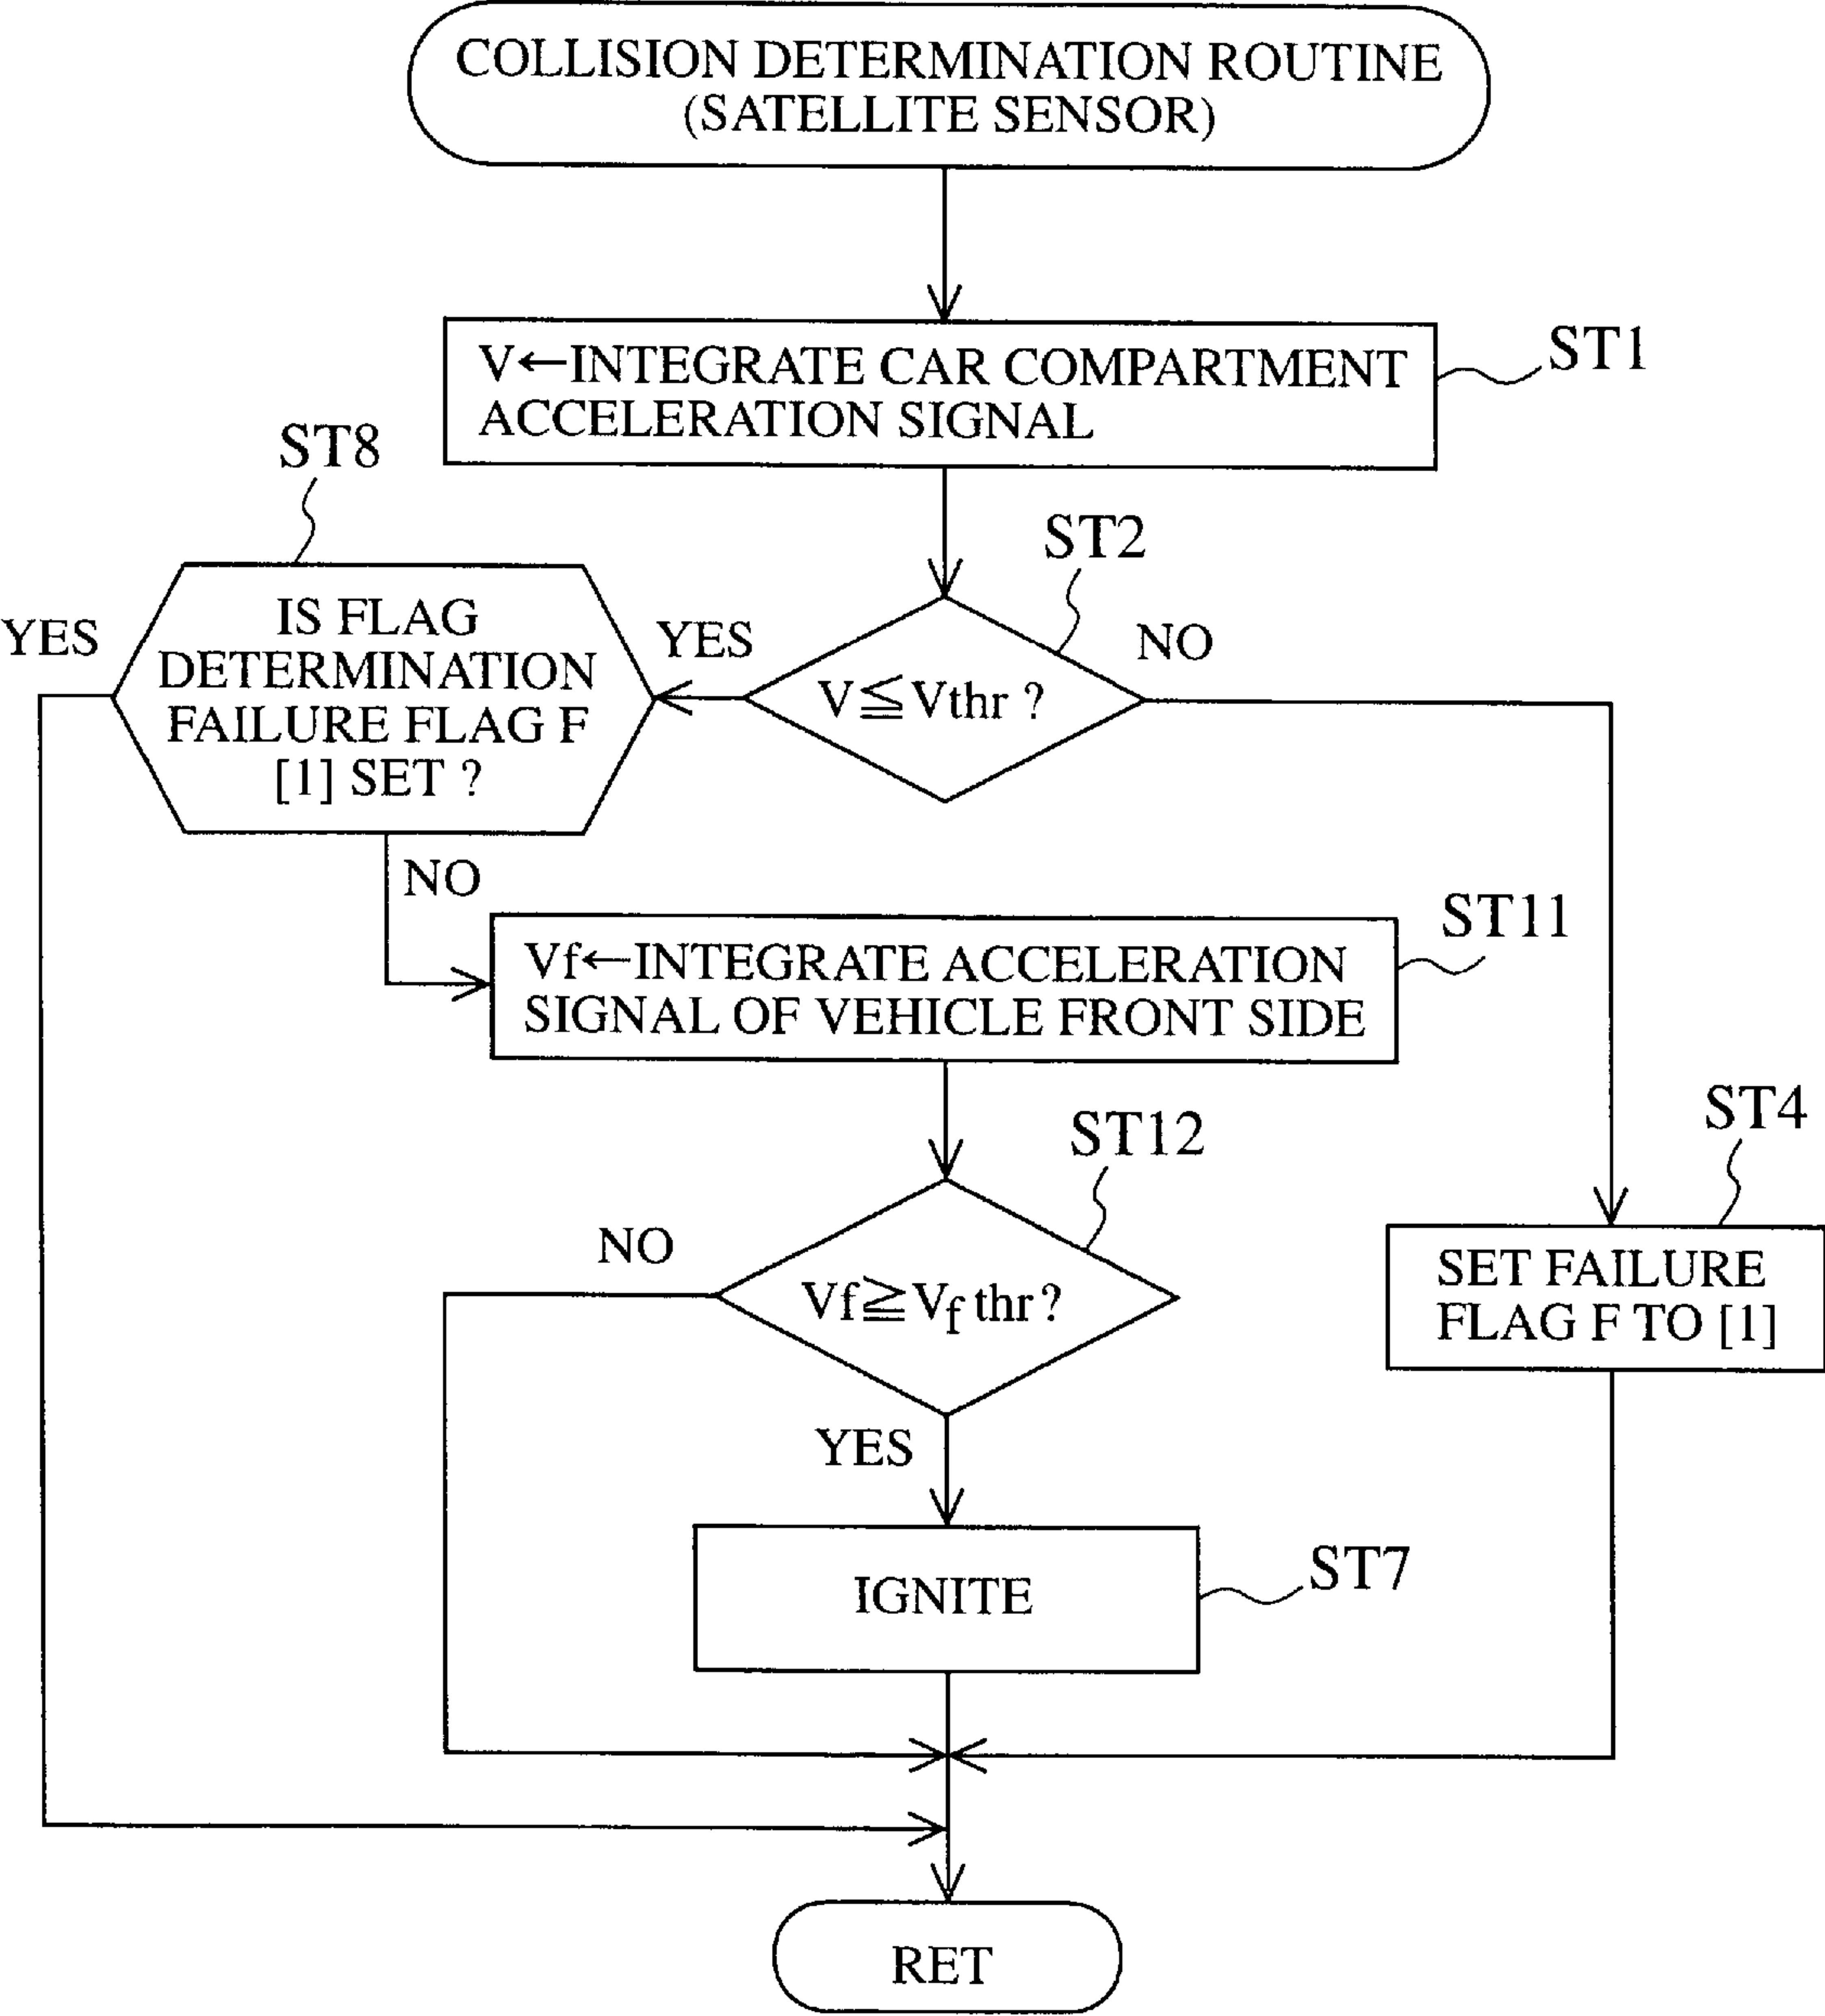 COLLISION DETERMINATION ROUTINE
(SATELLITE SENSOR)
V←INTEGRATE CAR COMPARTMENT
ACCELERATION SIGNAL
ST1
ST8
ST2
YES
IS FLAG
DETERMINATION
FAILURE FLAG F
[1] SET ?
YES
V≦Vthr ?
NO
NO
Vf←INTEGRATE ACCELERATION
SIGNAL OF VEHICLE FRONT SIDE
ST11
ST12
ST4
NO
Vf≧Vf thr ?
SET FAILURE
FLAG F TO [1]
YES
IGNITE
ST7
RET